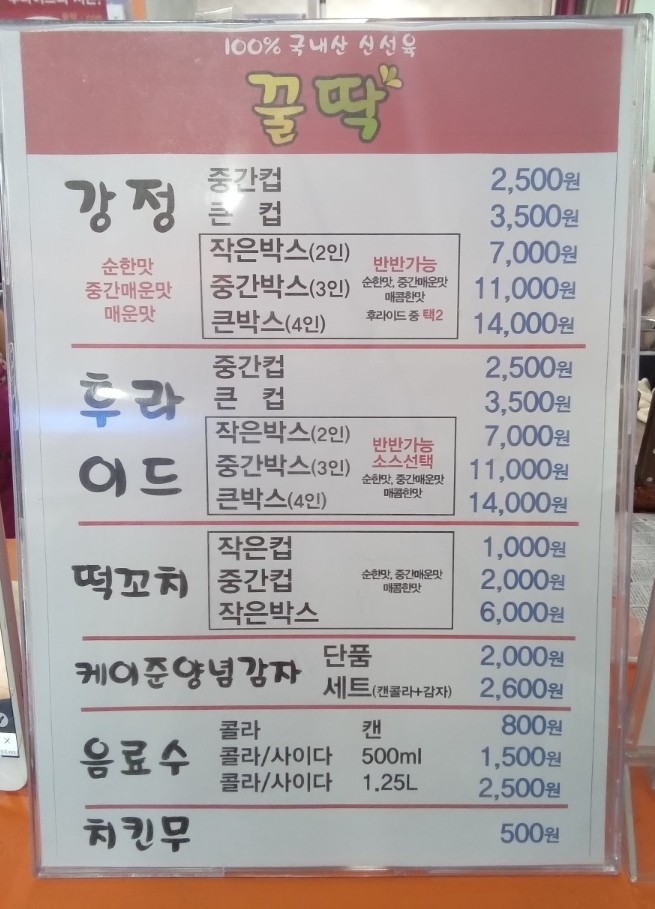 100% 국내산 신선육
꿀딱
강정
순한맛
중간매운맛
매운맛
중간컵 2,500원
큰 컵 3,500원
작은박스(2인) 7,000원
중간박스(3인) 11,000원
큰박스(4인) 14,000원
반반가능
순한맛, 중간매운맛
매콤한맛
후라이드 중 택2
후라이드
중간컵 2,500원
큰 컵 3,500원
작은박스(2인) 7,000원
중간박스(3인) 11,000원
큰박스(4인) 14,000원
반반가능
소스선택
순한맛, 중간매운맛
매콤한맛
떡꼬치
작은컵 1,000원
중간컵 2,000원
작은박스 6,000원
순한맛, 중간매운맛
매콤한맛
케이준양념감자
단품 2,000원
세트(캔콜라+감자) 2,600원
음료수
콜라 캔 800원
콜라/사이다 500ml 1,500원
콜라/사이다 1.25L 2,500원
치킨무 500원